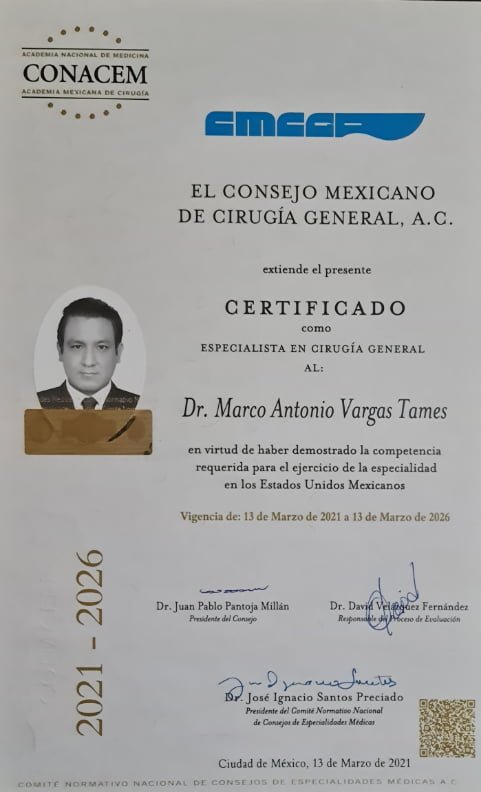 ACADEMIA NACIONAL DE MEDICINA
CONACEM
ACADEMIA MEXICANA DE CIRUGÍA
CMCG
EL CONSEJO MEXICANO
DE CIRUGÍA GENERAL, A.C.
extiende el presente
CERTIFICADO
como
ESPECIALISTA EN CIRUGÍA GENERAL
AL:
Dr. Marco Antonio Vargas Tames
en virtud de haber demostrado la competencia
requerida para el ejercicio de la especialidad
en los Estados Unidos Mexicanos
Vigencia de: 13 de Marzo de 2021 a 13 de Marzo de 2026
2021 - 2026
Dr. Juan Pablo Pantoja Millán
Presidente del Consejo
Dr. David Velázquez Fernández
Responsable del Proceso de Evaluación
Dr. José Ignacio Santos Preciado
Presidente del Comité Normativo Nacional
de Consejos de Especialidades Médicas
Ciudad de México, 13 de Marzo de 2021
COMITÉ NORMATIVO NACIONAL DE CONSEJOS DE ESPECIALIDADES MÉDICAS A.C.